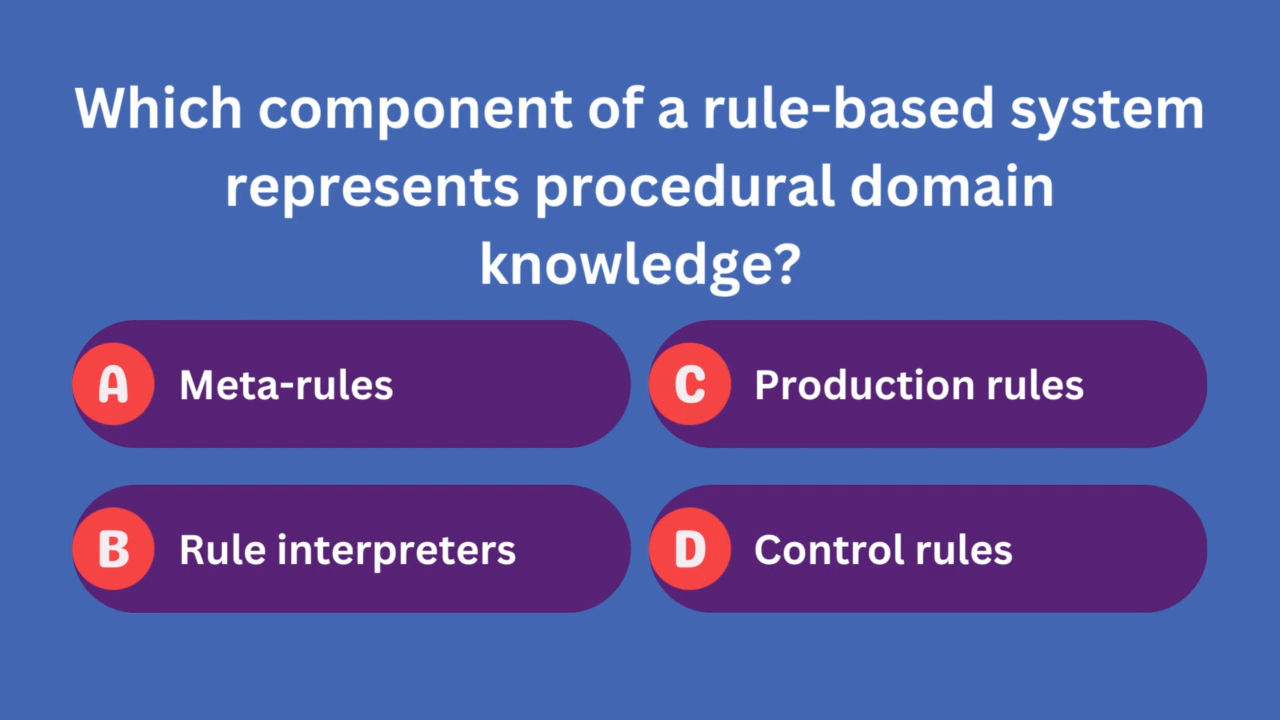 Which component of a rule-based system
represents procedural domain
knowledge?
A Meta-rules
B Rule interpreters
C Production rules
D Control rules